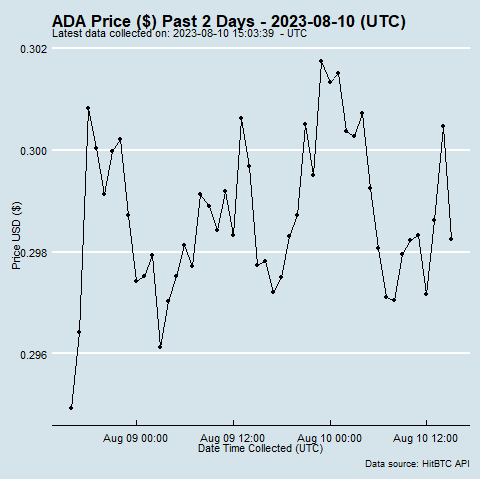 ADA Price ($) Past 2 Days - 2023-08-10 (UTC)
Latest data collected on: 2023-08-10 15:03:39  - UTC
0.302
0.300
0.298
0.296
Price USD ($)
Aug 09 00:00
Aug 09 12:00
Aug 10 00:00
Aug 10 12:00
Date Time Collected (UTC)
Data source: HitBTC API